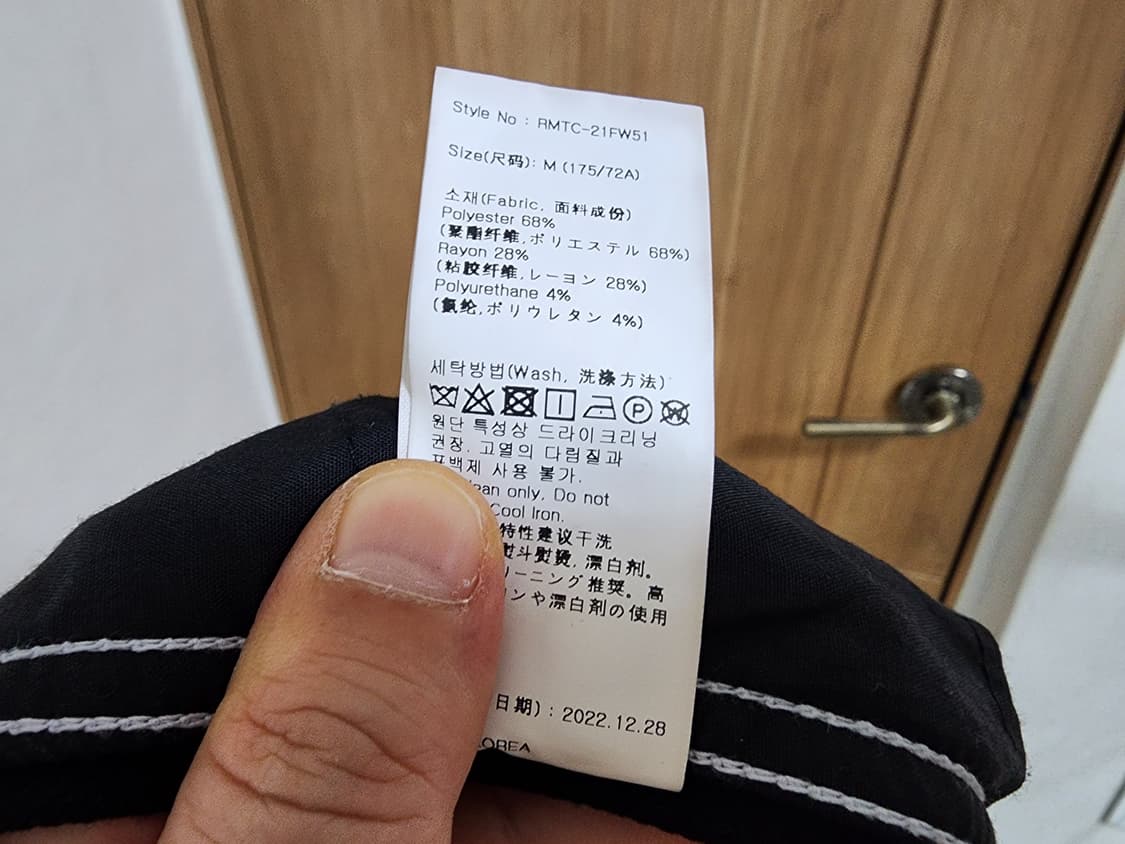 Style No : RMTC-21FW51
Size(尺码): M (175/72A)
소재(Fabric, 面料成份)
Polyester 68%
(聚酯纤维,ポリエステル 68%)
Rayon 28%
(粘胶纤维,レーヨン 28%)
Polyurethane 4%
(氨纶,ポリウレタン 4%)
세탁방법(Wash, 洗涤方法)
P W
원단 특성상 드라이크리닝
권장. 고열의 다림질과
표백제 사용 불가.
only, Do not
Cool Iron.
特性建议干洗
熨斗熨烫, 漂白剂。
リーニング推奨。高
ンや漂白剤の使用
日期) : 2022.12.28
KOREA